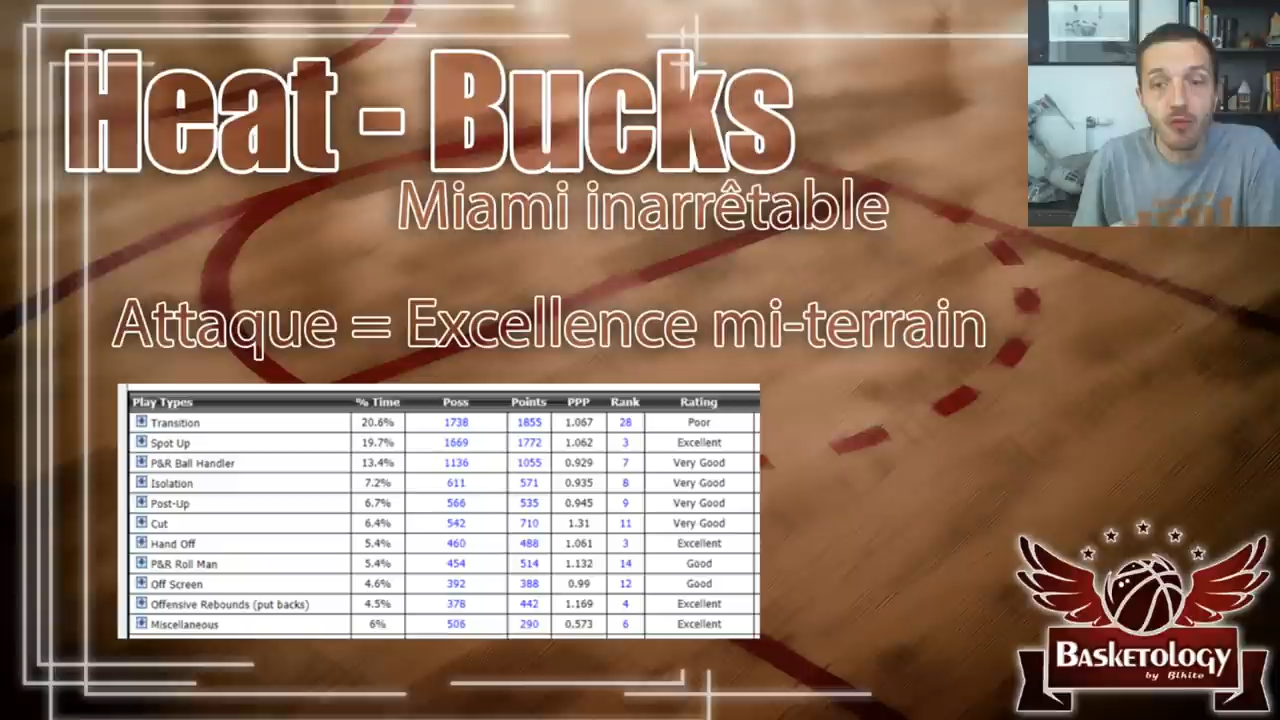 Heat - Bucks
Miami inarrêtable
Attaque = Excellence mi-terrain
Play Types % Time Poss Points PPP Rank Rating
Transition 20.6% 1738 1855 1.067 28 Poor
Spot Up 19.7% 1669 1772 1.062 3 Excellent
P&R Ball Handler 13.4% 1136 1055 0.929 7 Very Good
Isolation 7.2% 611 571 0.935 8 Very Good
Post-Up 6.7% 566 535 0.945 9 Very Good
Cut 6.4% 542 710 1.31 11 Very Good
Hand Off 5.4% 460 488 1.061 3 Excellent
P&R Roll Man 5.4% 454 514 1.132 14 Good
Off Screen 4.6% 392 388 0.99 12 Good
Offensive Rebounds (put backs) 4.5% 378 442 1.169 4 Excellent
Miscellaneous 6% 506 290 0.573 6 Excellent
Basketology
by Blkito